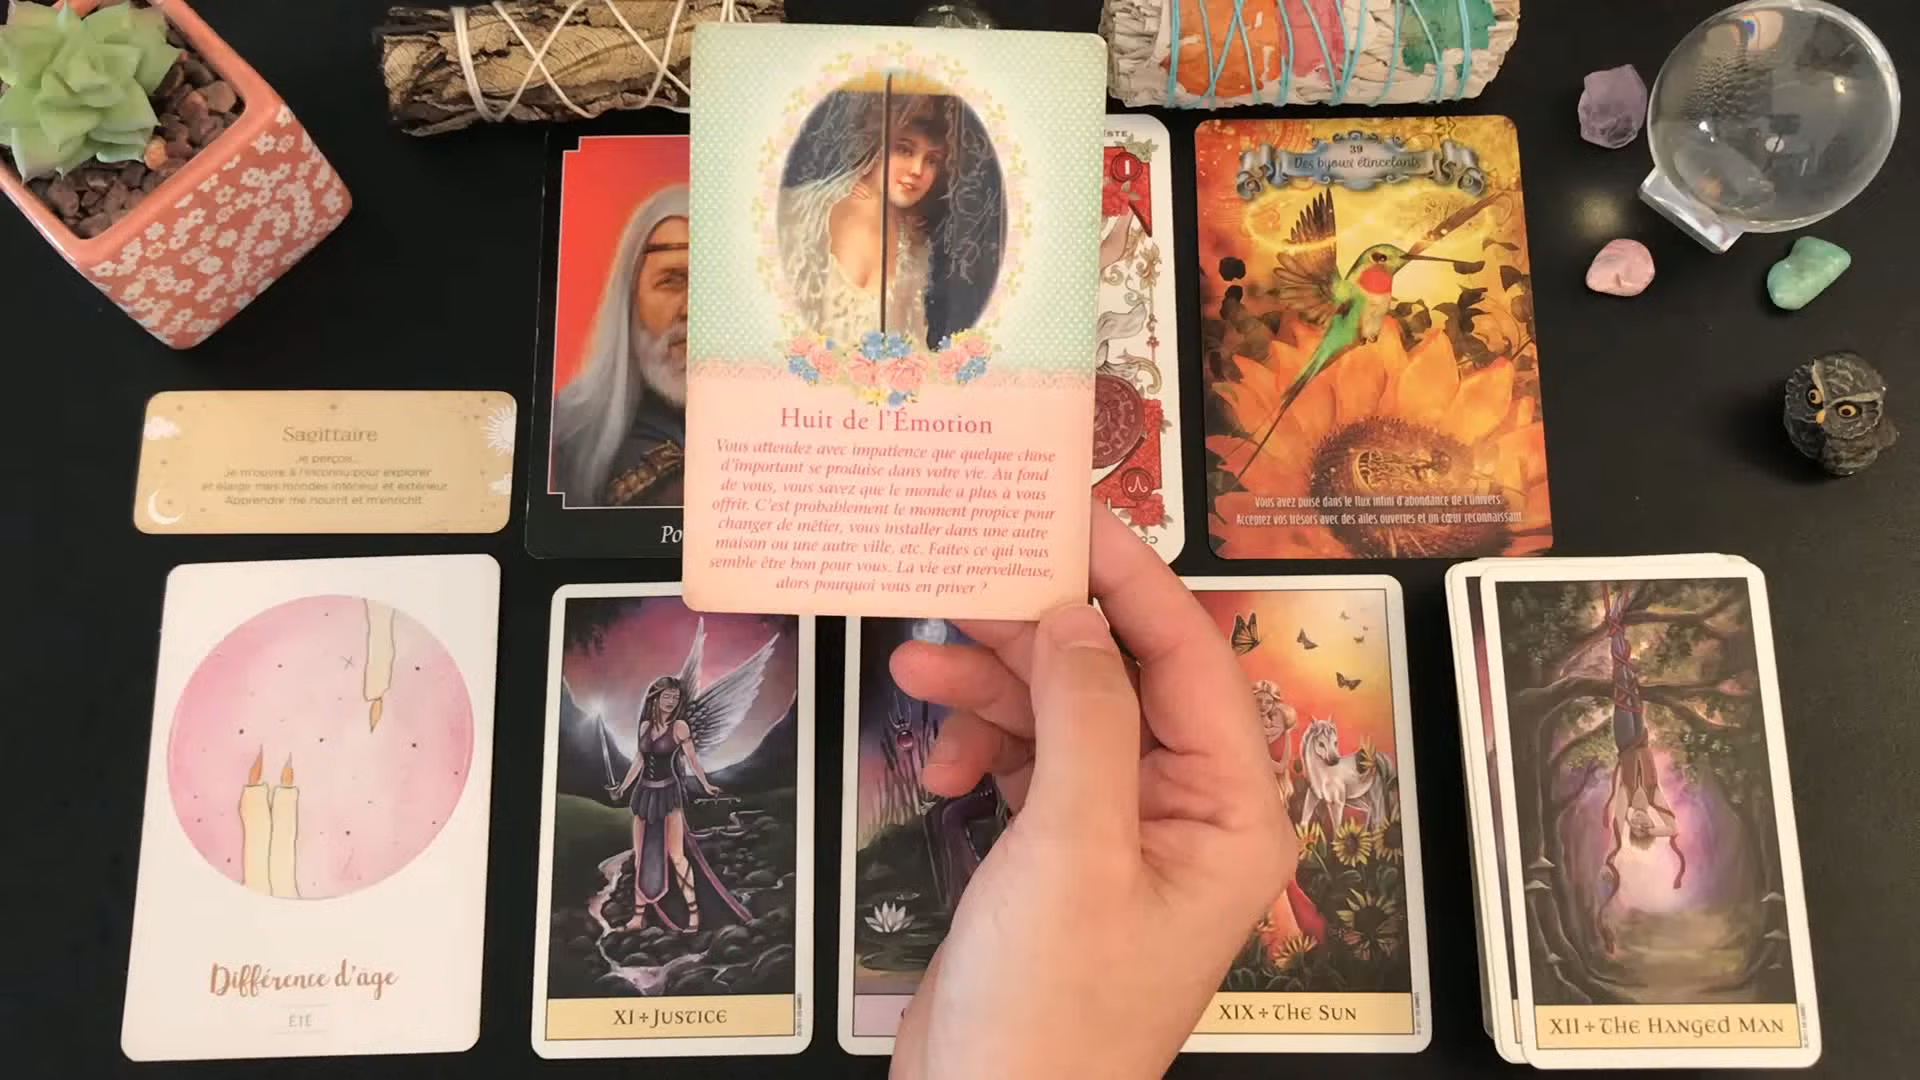 39
Des bijoux étincelants
Vous avez puisé dans le flux infini d'abondance de l'Univers.
Acceptez vos trésors avec des ailes ouvertes et un cœur reconnaissant.
Huit de l'Émotion
Vous attendez avec impatience que quelque chose
d'important se produise dans votre vie. Au fond
de vous, vous savez que le monde a plus à vous
offrir. C'est probablement le moment propice pour
changer de métier, vous installer dans une autre
maison ou une autre ville, etc. Faites ce qui vous
semble être bon pour vous. La vie est merveilleuse,
alors pourquoi vous en priver ?
Sagittaire
Je perçois...
Je m'ouvre à l'inconnu pour explorer
et élargir mes mondes intérieur et extérieur.
Apprendre me nourrit et m'enrichit.
Différence d'âge
ÉTÉ
XI + JUSTICE
XIX + THE SUN
XII + THE HANGED MAN